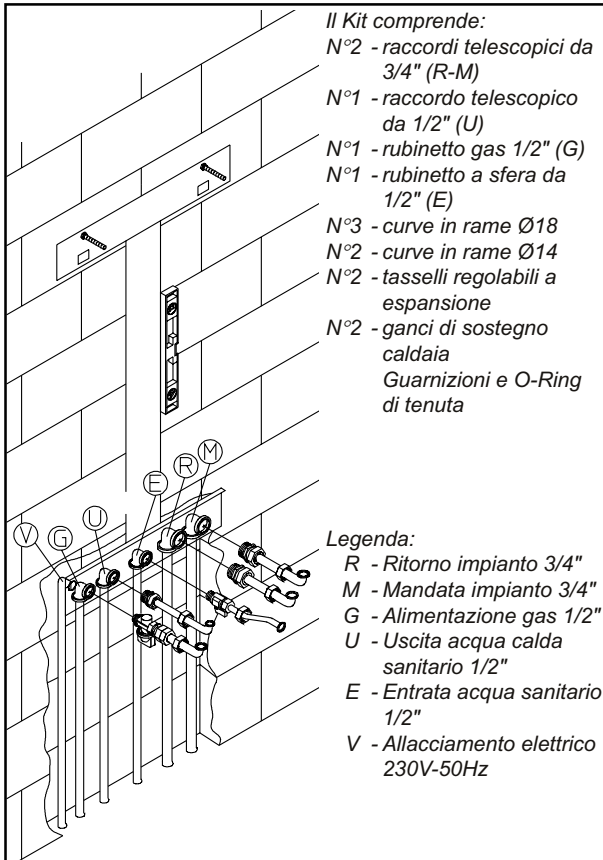 Il Kit comprende:
N°2 - raccordi telescopici da
3/4" (R-M)
N°1 - raccordo telescopico
da 1/2" (U)
N°1 - rubinetto gas 1/2" (G)
N°1 - rubinetto a sfera da
1/2" (E)
N°3 - curve in rame Ø18
N°2 - curve in rame Ø14
N°2 - tasselli regolabili a
espansione
N°2 - ganci di sostegno
caldaia
Guarnizioni e O-Ring
di tenuta
M
R
E
U
G
V
Legenda:
R - Ritorno impianto 3/4"
M - Mandata impianto 3/4"
G - Alimentazione gas 1/2"
U - Uscita acqua calda
sanitario 1/2"
E - Entrata acqua sanitario
1/2"
V - Allacciamento elettrico
230V-50Hz